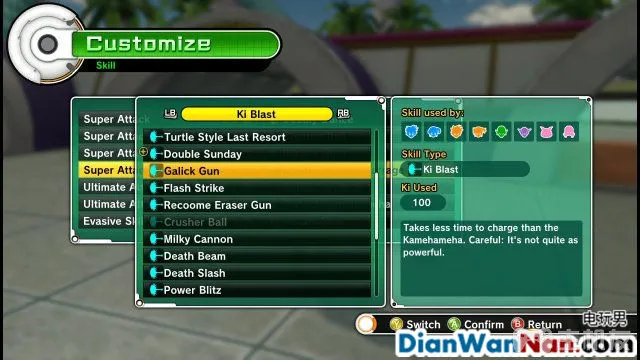 Customize
Skill
Super Attack
Super Atta
Super Atta
Super Atta
Ultimate A
Ultimate A
Evasive Sk
LB Ki Blast RB
Turtle Style Last Resort
Double Sunday
Galick Gun
Flash Strike
Recoome Eraser Gun
Crusher Ball
Milky Cannon
Death Beam
Death Slash
Power Blitz
Skill used by:
Skill Type
Ki Blast
Ki Used
100
Takes less time to charge than the
Kamehameha. Careful: It's not quite as
powerful.
Y Switch A Confirm B Return
电玩男
DianWanNan.com